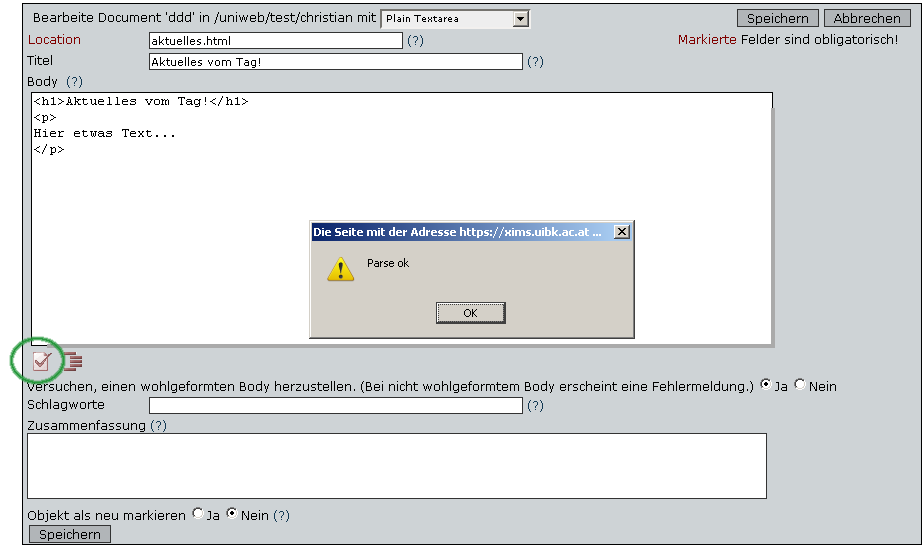 Bearbeite Document 'ddd' in /uniweb/test/christian mit Plain Textarea Speichern Abbrechen
Location aktuelles.html (?) Markierte Felder sind obligatorisch!
Titel Aktuelles vom Tag! (?)
Body (?)
<h1>Aktuelles vom Tag!</h1>
<p>
Hier etwas Text...
</p>
Die Seite mit der Adresse https://xims.uibk.ac.at ...
Parse ok
OK
Versuchen, einen wohlgeformten Body herzustellen. (Bei nicht wohlgeformtem Body erscheint eine Fehlermeldung.) Ja Nein
Schlagworte (?)
Zusammenfassung (?)
Objekt als neu markieren Ja Nein (?)
Speichern